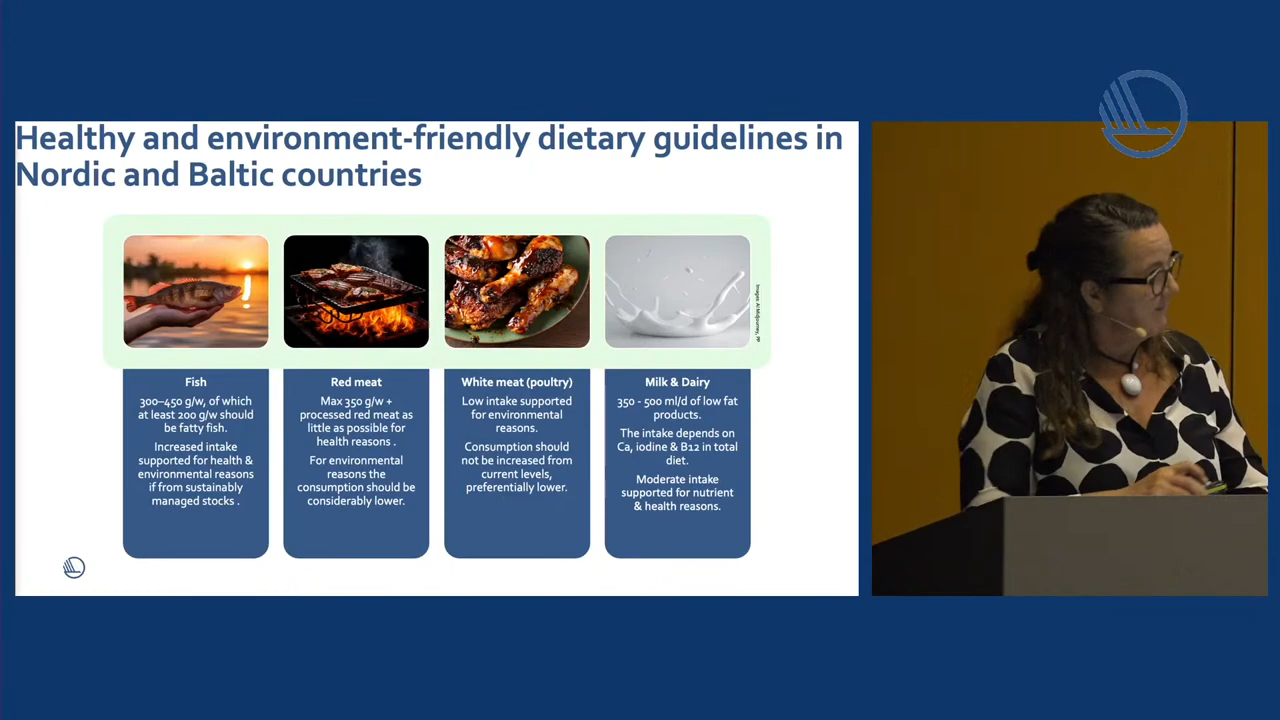 Healthy and environment-friendly dietary guidelines in
Nordic and Baltic countries
Images: AI Midjourney, PP
Fish
300–450 g/w, of which
at least 200 g/w should
be fatty fish.
Increased intake
supported for health &
environmental reasons
if from sustainably
managed stocks .
Red meat
Max 350 g/w +
processed red meat as
little as possible for
health reasons .
For environmental
reasons the
consumption should be
considerably lower.
White meat (poultry)
Low intake supported
for environmental
reasons.
Consumption should
not be increased from
current levels,
preferentially lower.
Milk & Dairy
350 - 500 ml/d of low fat
products.
The intake depends on
Ca, iodine & B12 in total
diet.
Moderate intake
supported for nutrient
& health reasons.